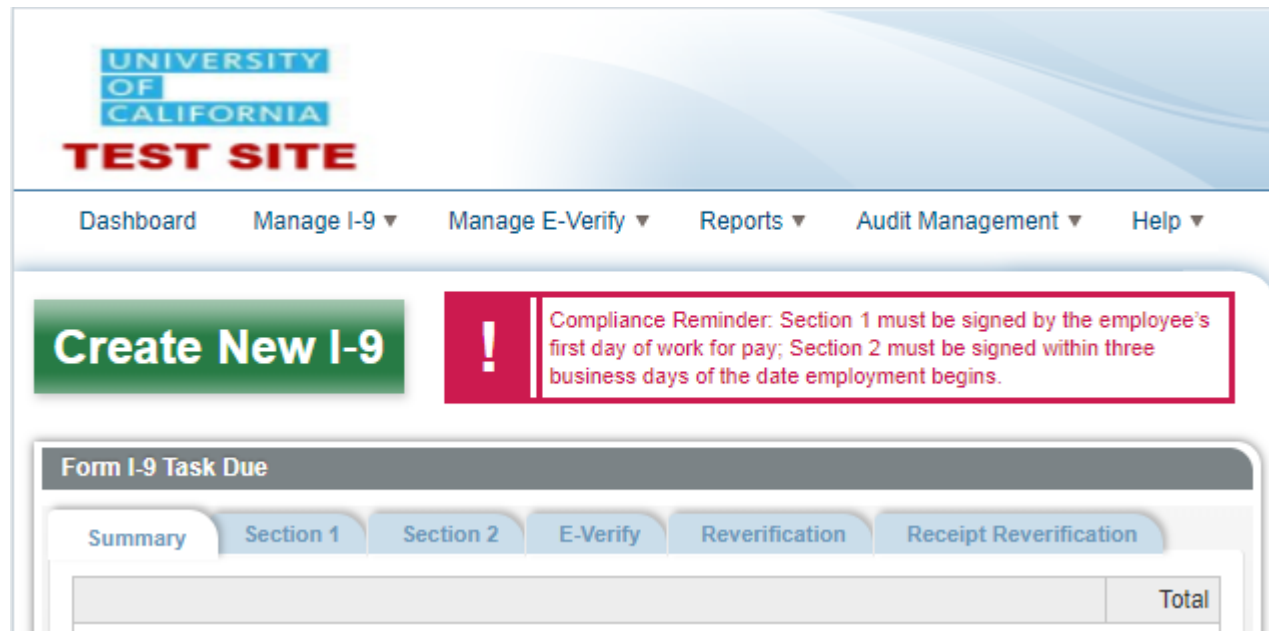 UNIVERSITY
OF
CALIFORNIA
TEST SITE
Dashboard Manage I-9 ▼ Manage E-Verify ▼ Reports ▼ Audit Management ▼ Help ▼
Create New I-9
!
Compliance Reminder: Section 1 must be signed by the employee’s
first day of work for pay; Section 2 must be signed within three
business days of the date employment begins.
Form I-9 Task Due
Summary Section 1 Section 2 E-Verify Reverification Receipt Reverification
Total